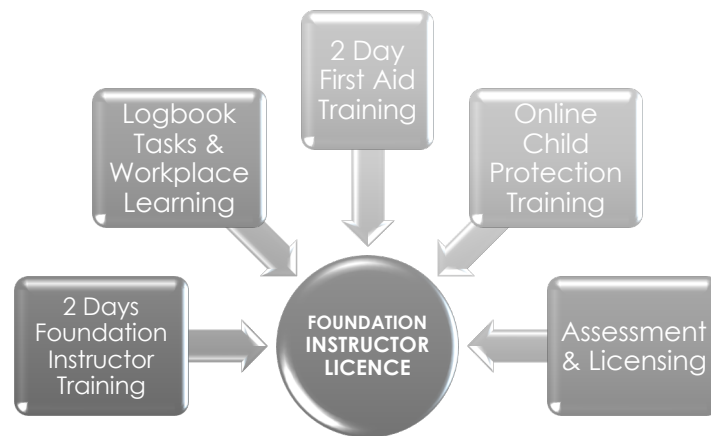 2 Day
First Aid
Training
Logbook
Tasks &
Workplace
Learning
Online
Child
Protection
Training
2 Days
Foundation
Instructor
Training
FOUNDATION
INSTRUCTOR
LICENCE
Assessment
& Licensing